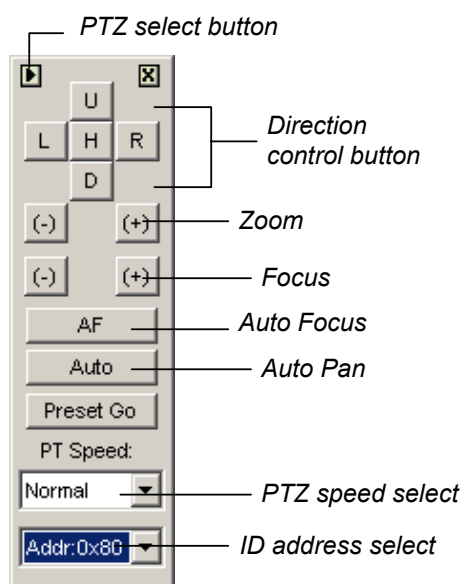 PTZ select button
X
U
L H R
D
Direction
control button
(-) (+) Zoom
(-) (+) Focus
AF Auto Focus
Auto Auto Pan
Preset Go
PT Speed:
Normal PTZ speed select
Addr:0x80 ID address select